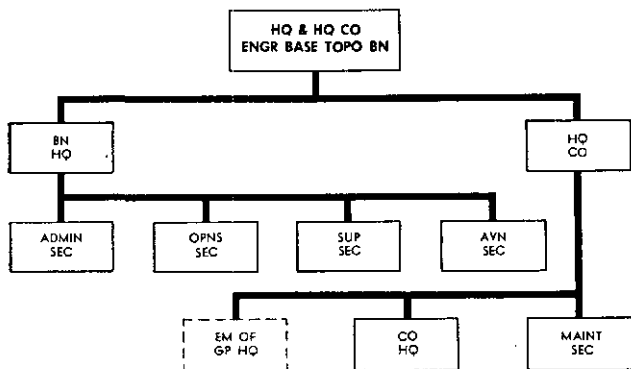 HQ & HQ CO
ENGR BASE TOPO BN
BN
HQ
HQ
CO
ADMIN
SEC
OPNS
SEC
SUP
SEC
AVN
SEC
EM OF
GP HQ
CO
HQ
MAINT
SEC